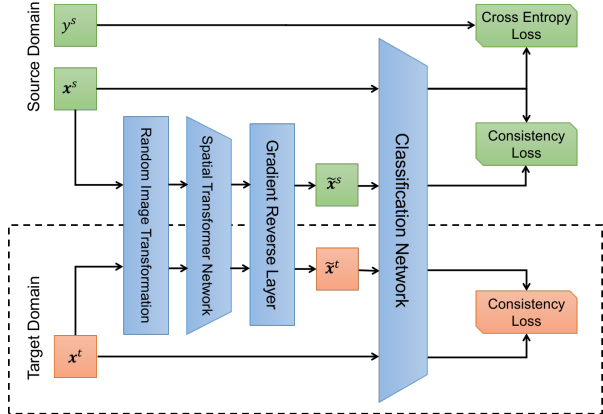 Source Domain
y^s
Cross Entropy
Loss
x^s
Random Image Transformation
Spatial Transformer Network
Gradient Reverse Layer
x̃^s
Classification Network
Consistency
Loss
Target Domain
x̃^t
Consistency
Loss
x^t